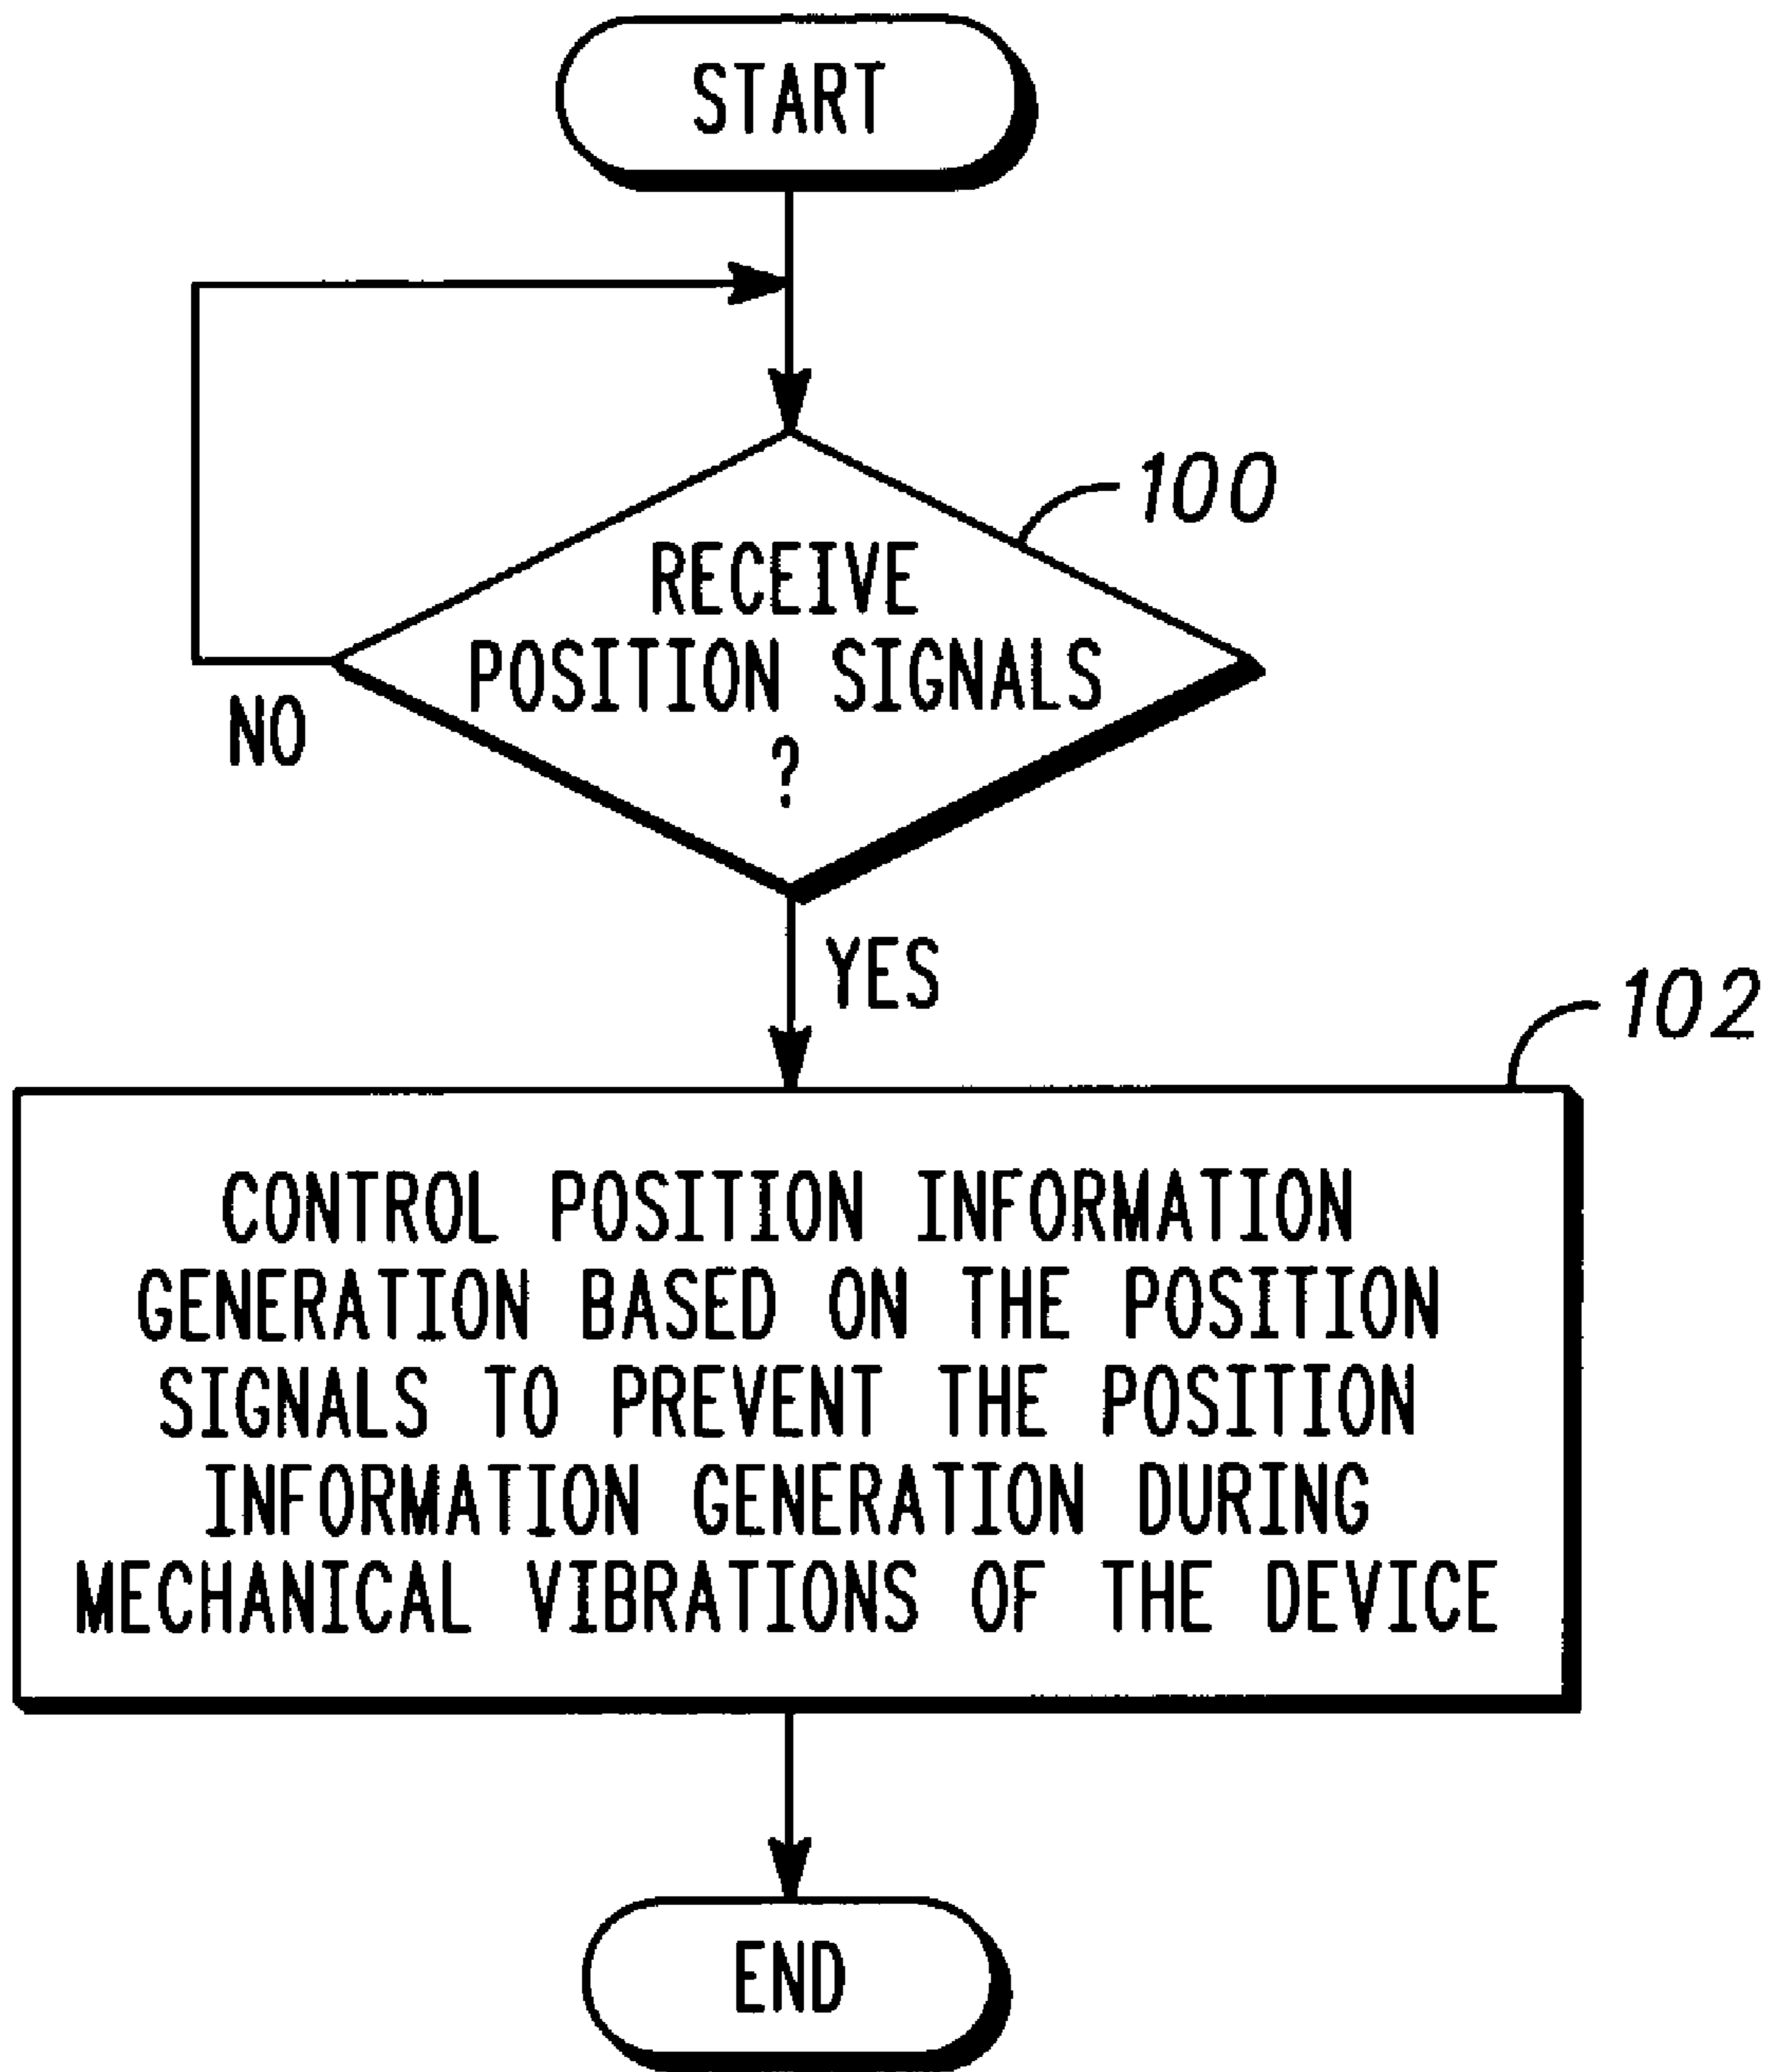 START
100
RECEIVE
POSITION SIGNALS
?
NO
YES
102
CONTROL POSITION INFORMATION
GENERATION BASED ON THE POSITION
SIGNALS TO PREVENT THE POSITION
INFORMATION GENERATION DURING
MECHANICAL VIBRATIONS OF THE DEVICE
END